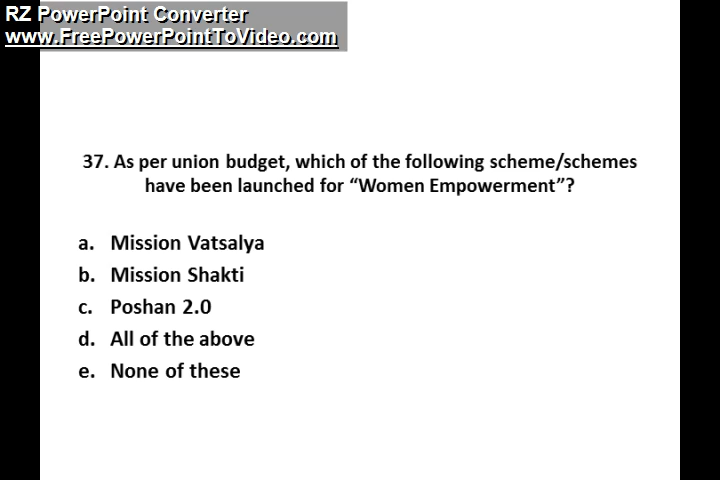 RZ PowerPoint Converter
www.FreePowerPointToVideo.com
37. As per union budget, which of the following scheme/schemes
have been launched for “Women Empowerment”?
a. Mission Vatsalya
b. Mission Shakti
c. Poshan 2.0
d. All of the above
e. None of these